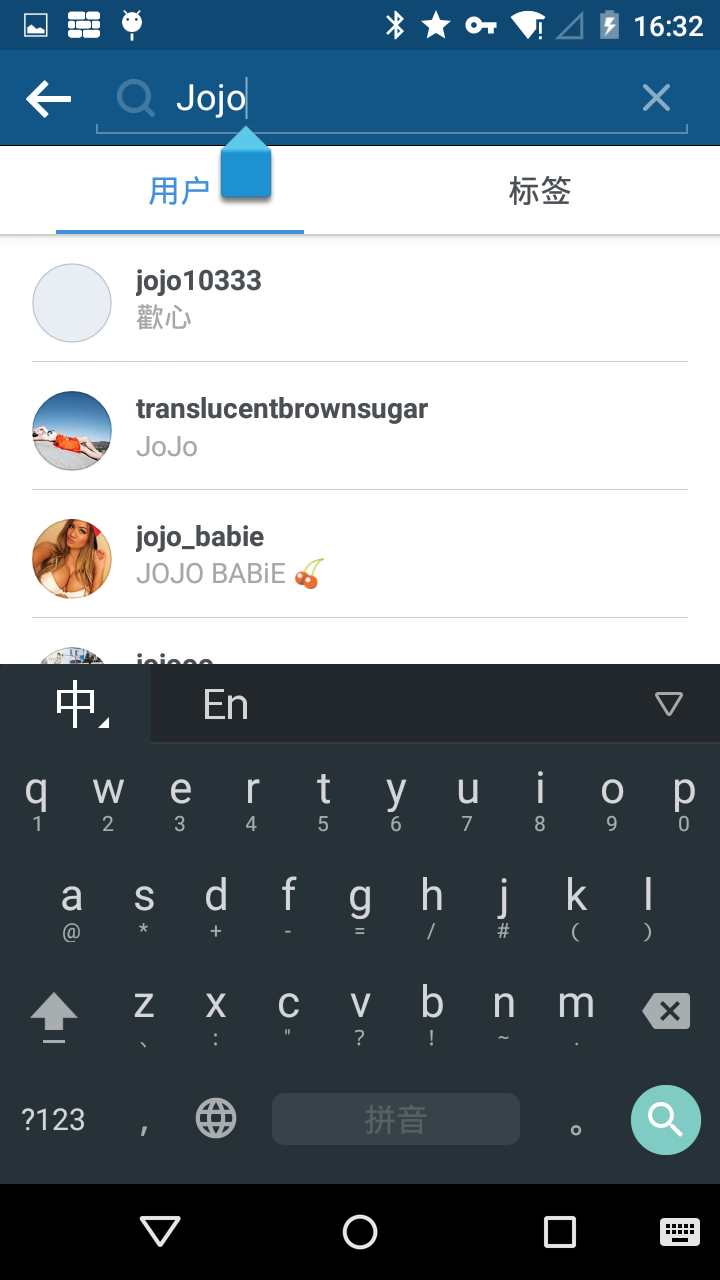 16:32
Jojo
用户
标签
jojo10333
歡心
translucentbrownsugar
JoJo
jojo_babie
JOJO BABiE 🍒
中 En
q w e r t y u i o p
1 2 3 4 5 6 7 8 9 0
a s d f g h j k l
@ * + - = / # ( )
z x c v b n m
、 : " ? ! ~ .
?123 , 拼音 。